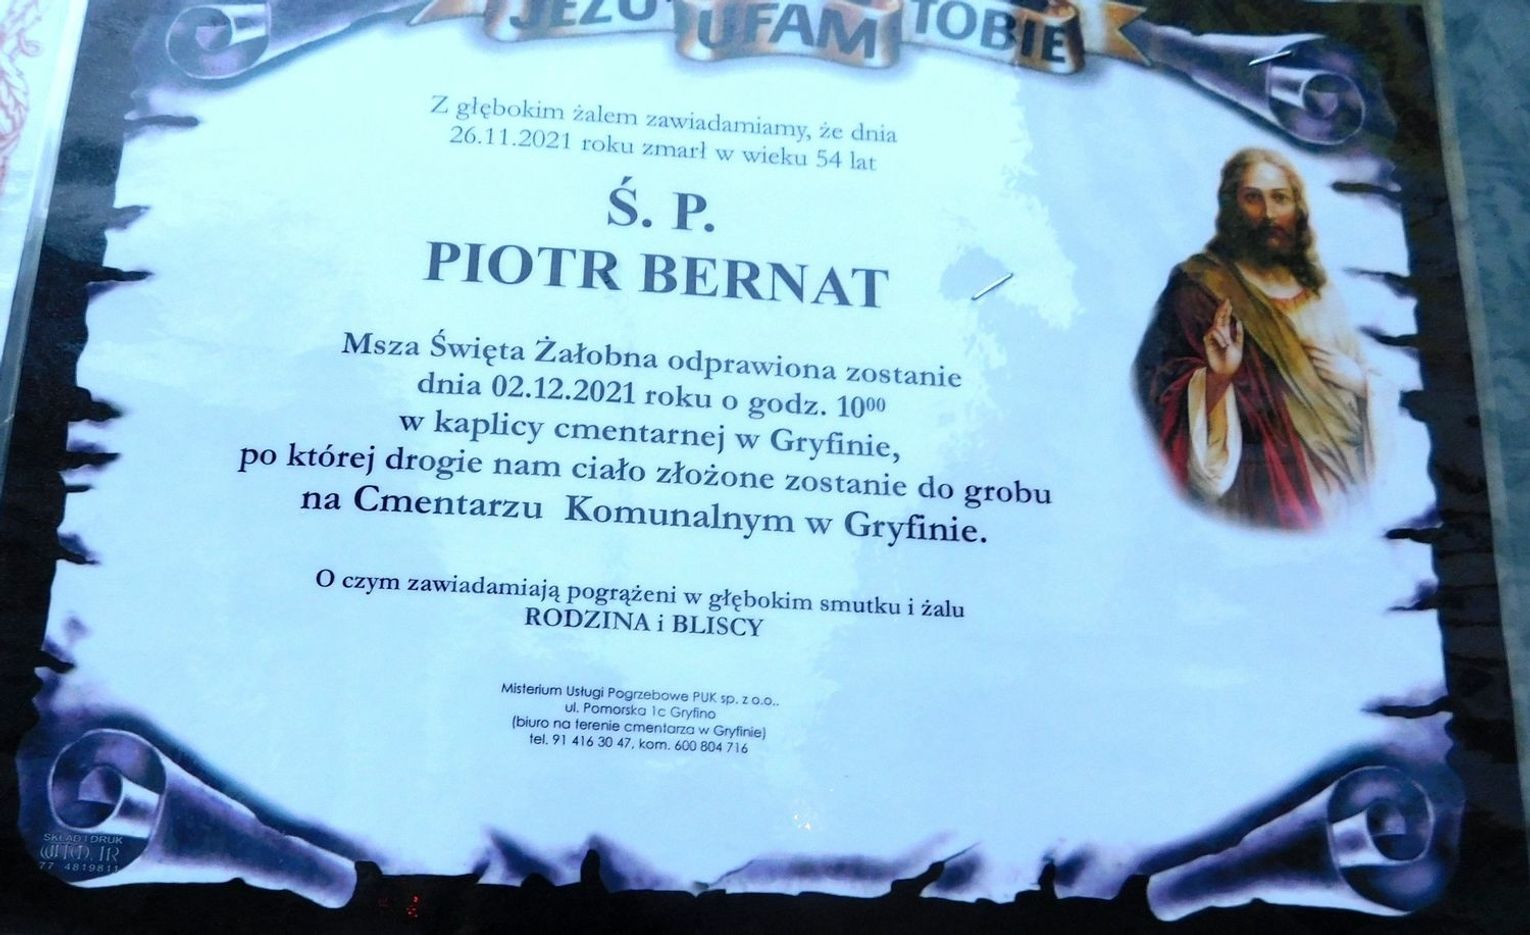 JEZU UFAM TOBIE
Z głębokim żalem zawiadamiamy, że dnia
26.11.2021 roku zmarł w wieku 54 lat
Ś. P.
PIOTR BERNAT
Msza Święta Żałobna odprawiona zostanie
dnia 02.12.2021 roku o godz. 10⁰⁰
w kaplicy cmentarnej w Gryfinie,
po której drogie nam ciało złożone zostanie do grobu
na Cmentarzu Komunalnym w Gryfinie.
O czym zawiadamiają pogrążeni w głębokim smutku i żalu
RODZINA i BLISCY
Misterium Usługi Pogrzebowe PUK sp. z o.o..
ul. Pomorska 1c Gryfino
(biuro na terenie cmentarza w Gryfinie)
tel. 91 416 30 47, kom. 600 804 716
SKŁAD I DRUK
77 4819811